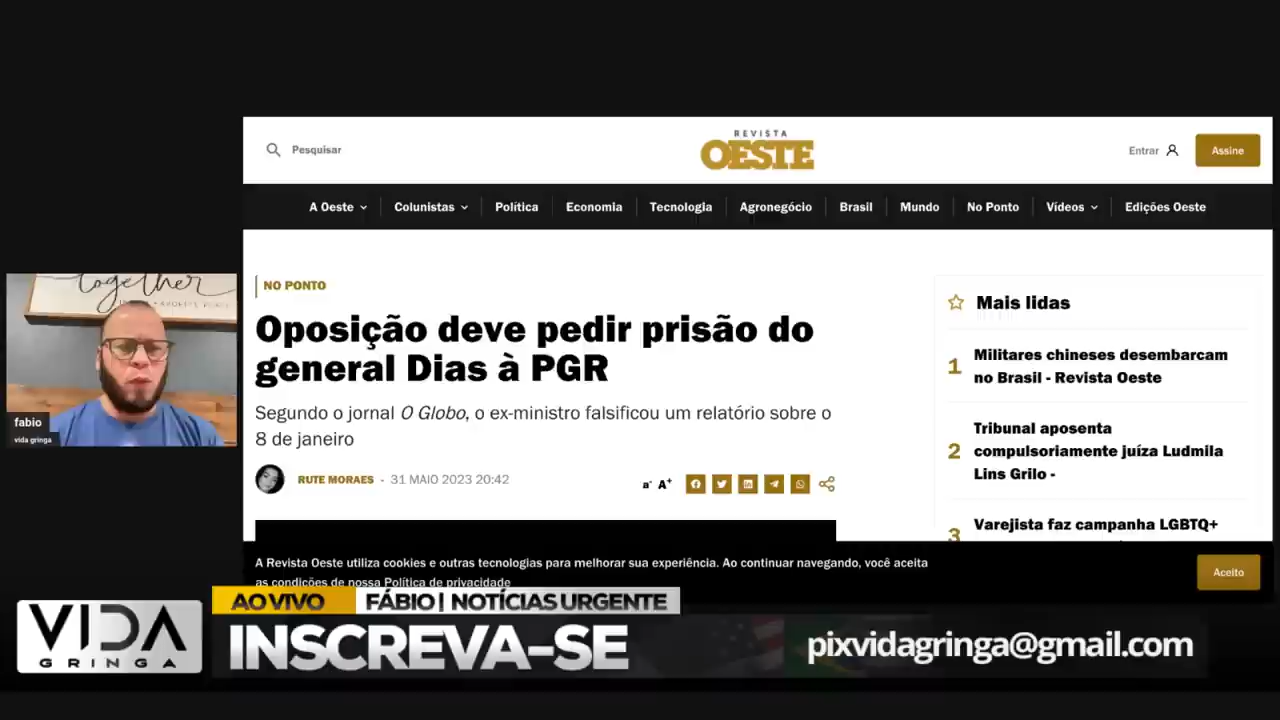 Pesquisar
REVISTA
OESTE
Entrar
Assine
A Oeste
Colunistas
Política
Economia
Tecnologia
Agronegócio
Brasil
Mundo
No Ponto
Vídeos
Edições Oeste
NO PONTO
Oposição deve pedir prisão do
general Dias à PGR
Segundo o jornal O Globo, o ex-ministro falsificou um relatório sobre o
8 de janeiro
RUTE MORAES - 31 MAIO 2023 20:42
a- A+
Mais lidas
1
Militares chineses desembarcam
no Brasil - Revista Oeste
2
Tribunal aposenta
compulsoriamente juíza Ludmila
Lins Grilo -
3
Varejista faz campanha LGBTQ+
together
fabio
vida gringa
A Revista Oeste utiliza cookies e outras tecnologias para melhorar sua experiência. Ao continuar navegando, você aceita
as condições de nossa Política de privacidade
Aceito
VIDA
GRINGA
AO VIVO
FÁBIO | NOTÍCIAS URGENTE
INSCREVA-SE
pixvidagringa@gmail.com